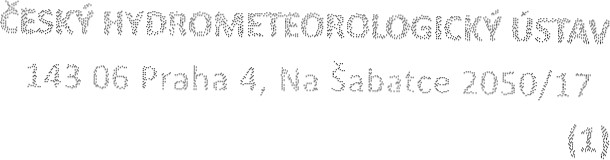 ČESKÝ HYDROMETEOROLOGICKÝ ÚSTAV
143 06 Praha 4, Na Šabatce 2050/17
(1)